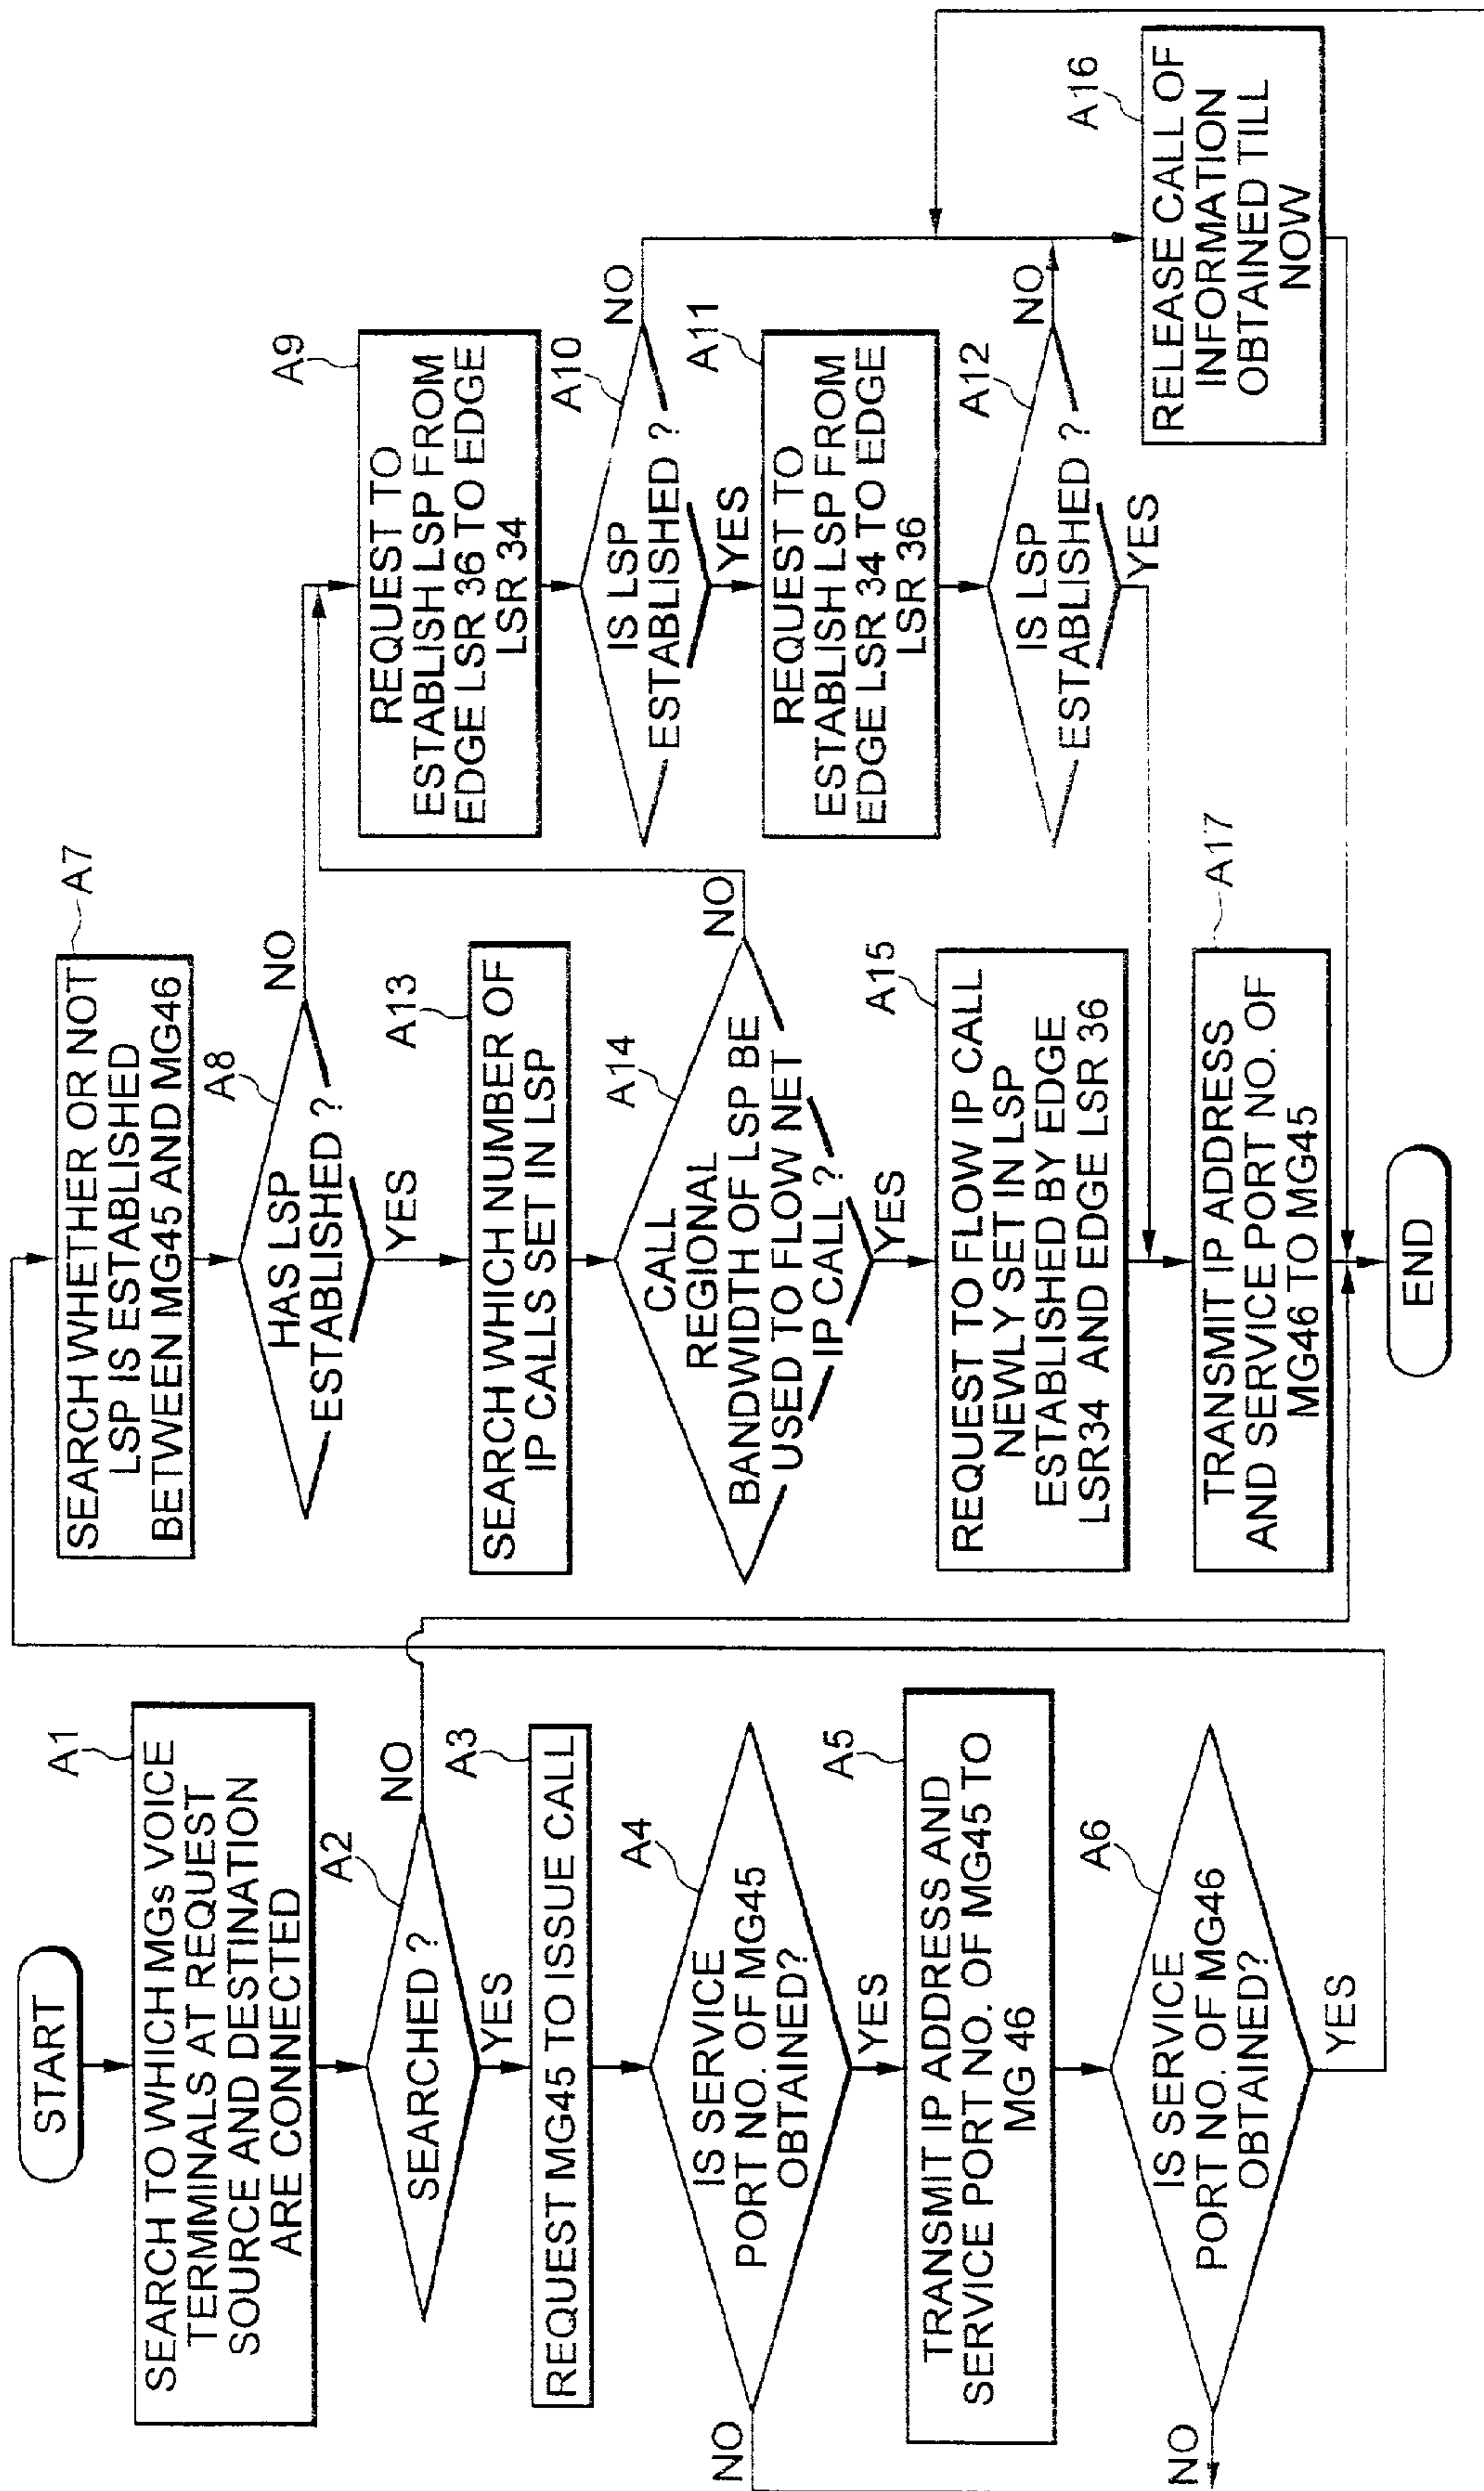 START
A1
SEARCH TO WHICH MGs VOICE
TERMMINALS AT REQUEST
SOURCE AND DESTINATION
ARE CONNECTED
A2
SEARCHED ?
NO
YES
A3
REQUEST MG45 TO ISSUE CALL
A4
IS SERVICE
PORT NO. OF MG45
OBTAINED?
NO
YES
A5
TRANSMIT IP ADDRESS AND
SERVICE PORT NO. OF MG45 TO
MG 46
A6
IS SERVICE
PORT NO. OF MG46
OBTAINED?
NO
YES
A7
SEARCH WHETHER OR NOT
LSP IS ESTABLISHED
BETWEEN MG45 AND MG46
A8
HAS LSP
ESTABLISHED ?
NO
YES
A13
SEARCH WHICH NUMBER OF
IP CALLS SET IN LSP
A14
CALL
REGIONAL
BANDWIDTH OF LSP BE
USED TO FLOW NET
IP CALL ?
NO
YES
A15
REQUEST TO FLOW IP CALL
NEWLY SET IN LSP
ESTABLISHED BY EDGE
LSR34 AND EDGE LSR 36
A17
TRANSMIT IP ADDRESS
AND SERVICE PORT NO. OF
MG46 TO MG45
END
A9
REQUEST TO
ESTABLISH LSP FROM
EDGE LSR 36 TO EDGE
LSR 34
A10
IS LSP
ESTABLISHED ?
NO
YES
A11
REQUEST TO
ESTABLISH LSP FROM
EDGE LSR 34 TO EDGE
LSR 36
A12
IS LSP
ESTABLISHED ?
NO
YES
A16
RELEASE CALL OF
INFORMATION
OBTAINED TILL
NOW